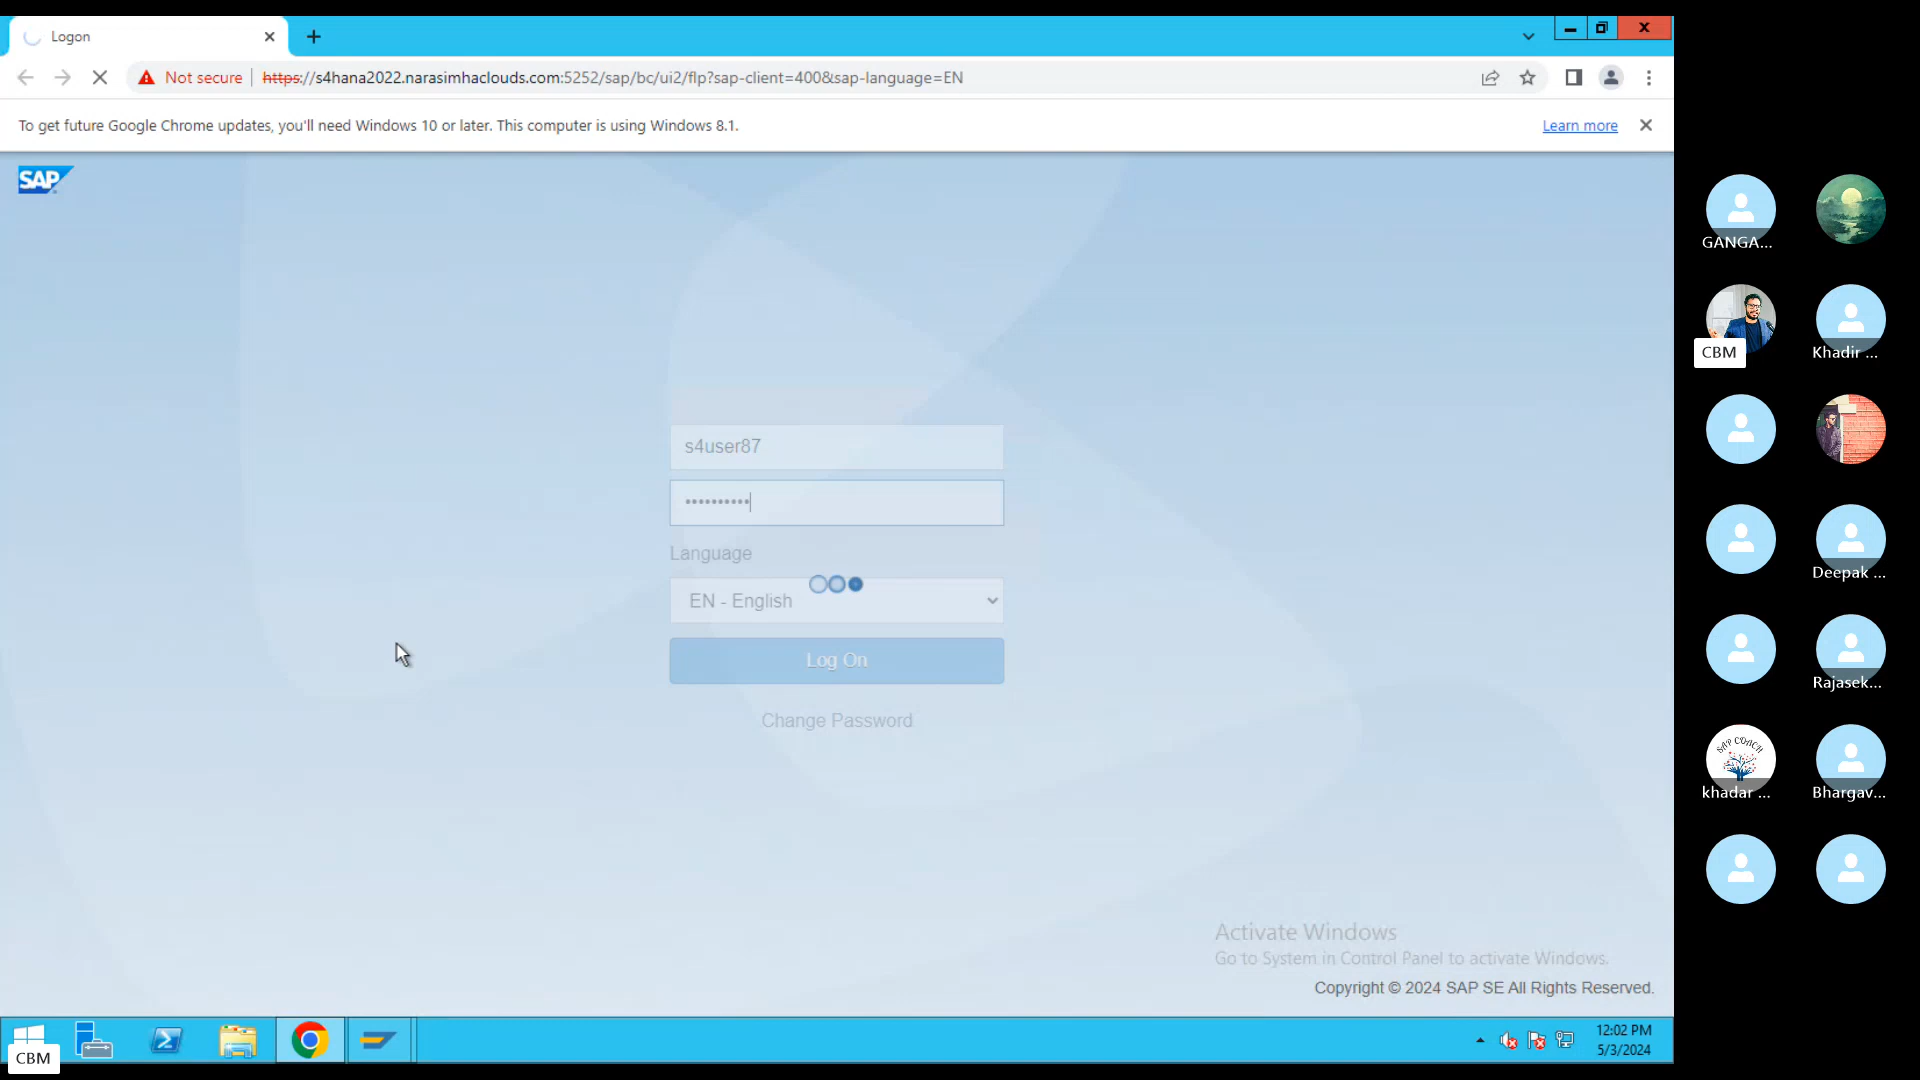 Logon
Not secure
https://s4hana2022.narasimhaclouds.com:5252/sap/bc/ui2/flp?sap-client=400&sap-language=EN
To get future Google Chrome updates, you'll need Windows 10 or later. This computer is using Windows 8.1.
Learn more
SAP
s4user87
Language
EN - English
Log On
Change Password
Activate Windows
Go to System in Control Panel to activate Windows.
Copyright © 2024 SAP SE All Rights Reserved.
CBM
12:02 PM
5/3/2024
GANGA...
CBM
Khadir ...
Deepak ...
Rajasek...
SAP COACH
khadar ...
Bhargav...